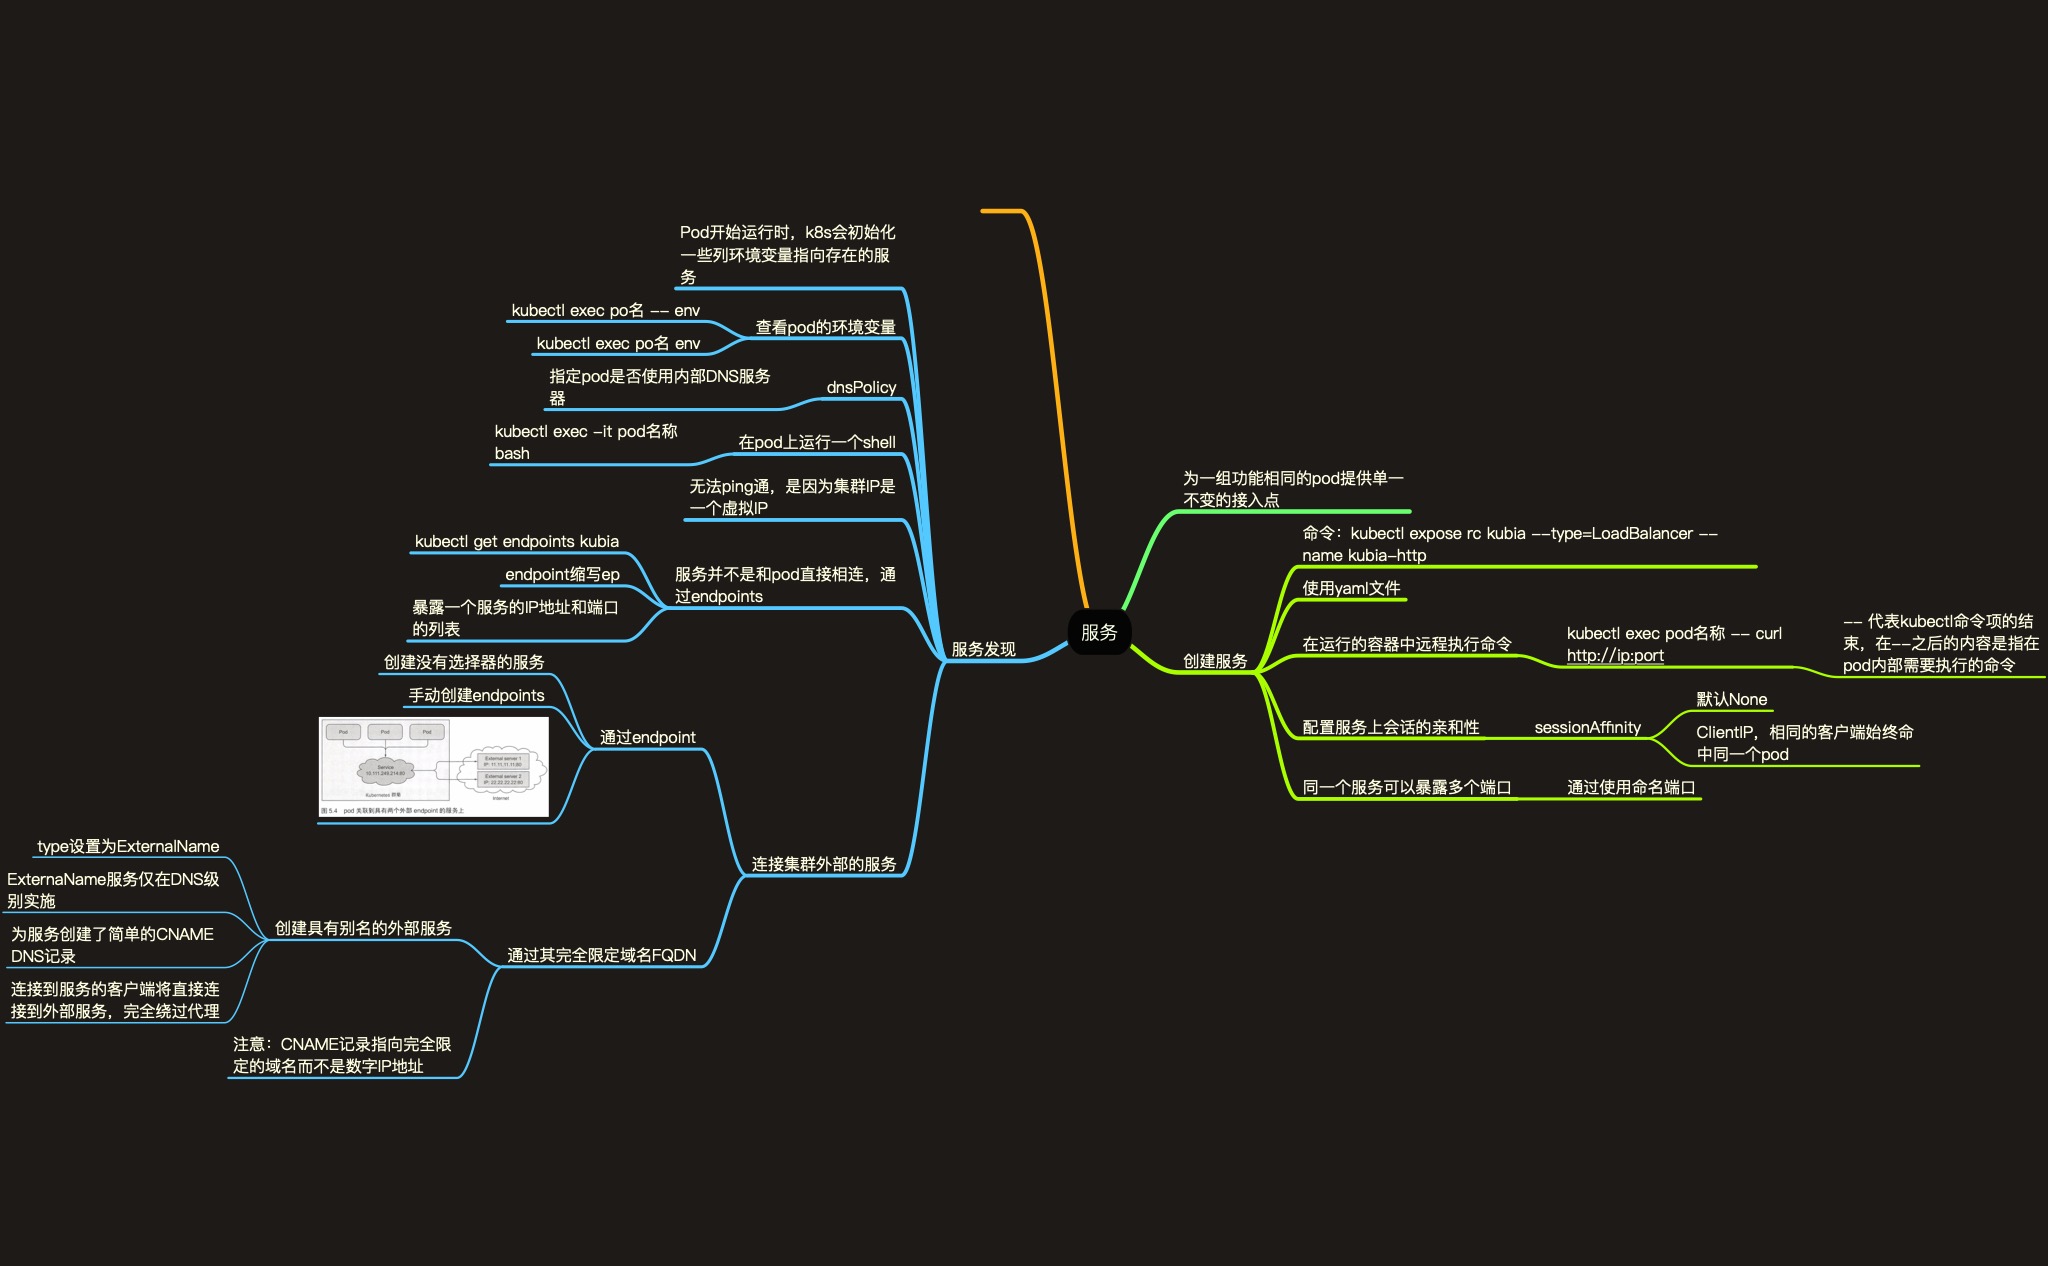 服务
为一组功能相同的pod提供单一
不变的接入点
创建服务
命令：kubectl expose rc kubia --type=LoadBalancer --
name kubia-http
使用yaml文件
在运行的容器中远程执行命令
kubectl exec pod名称 -- curl
http://ip:port
-- 代表kubectl命令项的结
束，在--之后的内容是指在
pod内部需要执行的命令
配置服务上会话的亲和性
sessionAffinity
默认None
ClientIP，相同的客户端始终命
中同一个pod
同一个服务可以暴露多个端口
通过使用命名端口
服务发现
Pod开始运行时，k8s会初始化
一些列环境变量指向存在的服
务
查看pod的环境变量
kubectl exec po名 -- env
kubectl exec po名 env
dnsPolicy
指定pod是否使用内部DNS服务
器
在pod上运行一个shell
kubectl exec -it pod名称
bash
无法ping通，是因为集群IP是
一个虚拟IP
服务并不是和pod直接相连，通
过endpoints
kubectl get endpoints kubia
endpoint缩写ep
暴露一个服务的IP地址和端口
的列表
连接集群外部的服务
通过endpoint
创建没有选择器的服务
手动创建endpoints
Pod
Pod
Pod
Service
10.111.249.214:80
Kubernetes 集群
External server 1
IP: 11.11.11.11:80
External server 2
IP: 22.22.22.22:80
Internet
图 5.4 pod 关联到具有两个外部 endpoint 的服务上
通过其完全限定域名FQDN
创建具有别名的外部服务
type设置为ExternalName
ExternaName服务仅在DNS级
别实施
为服务创建了简单的CNAME
DNS记录
连接到服务的客户端将直接连
接到外部服务，完全绕过代理
注意：CNAME记录指向完全限
定的域名而不是数字IP地址